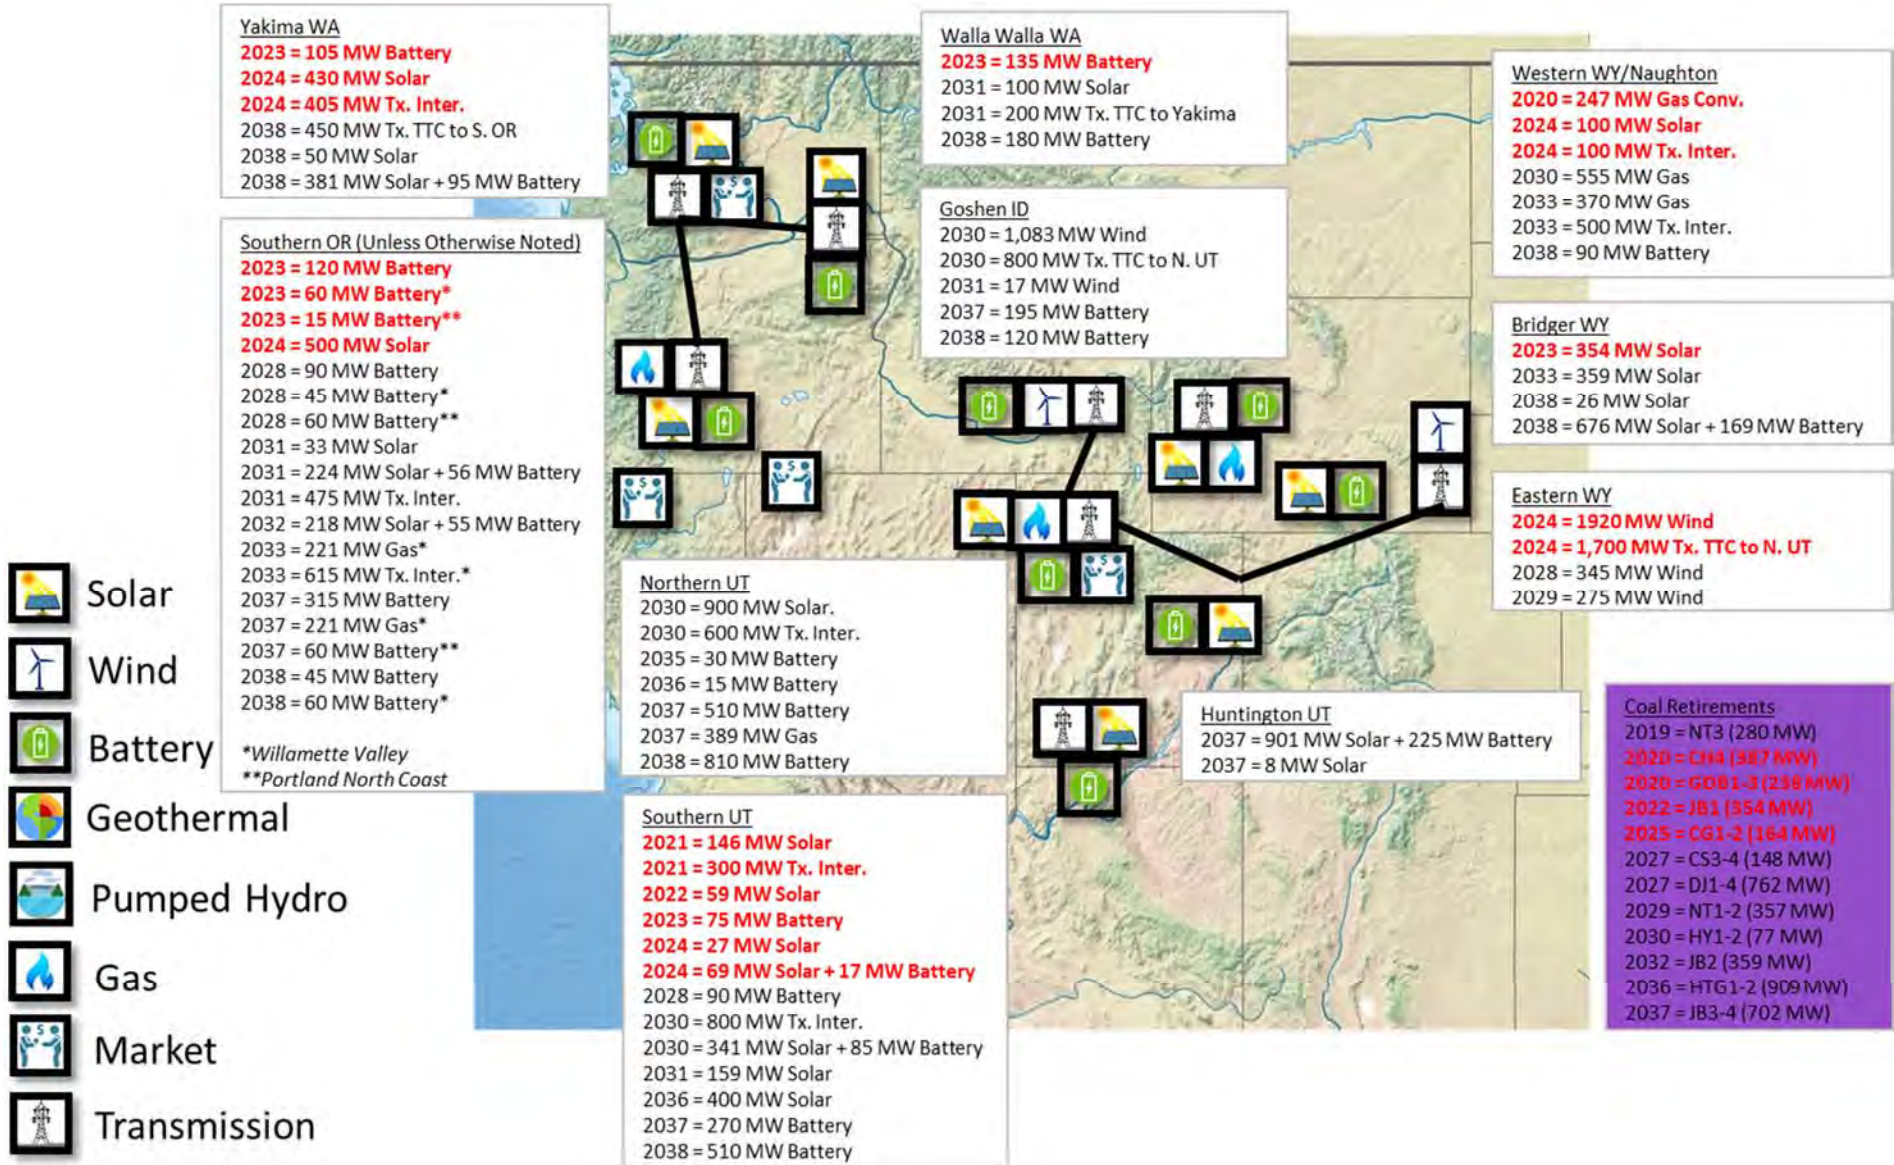 Yakima WA
2023 = 105 MW Battery
2024 = 430 MW Solar
2024 = 405 MW Tx. Inter.
2038 = 450 MW Tx. TTC to S. OR
2038 = 50 MW Solar
2038 = 381 MW Solar + 95 MW Battery
Southern OR (Unless Otherwise Noted)
2023 = 120 MW Battery
2023 = 60 MW Battery*
2023 = 15 MW Battery**
2024 = 500 MW Solar
2028 = 90 MW Battery
2028 = 45 MW Battery*
2028 = 60 MW Battery**
2031 = 33 MW Solar
2031 = 224 MW Solar + 56 MW Battery
2031 = 475 MW Tx. Inter.
2032 = 218 MW Solar + 55 MW Battery
2033 = 221 MW Gas*
2033 = 615 MW Tx. Inter.*
2037 = 315 MW Battery
2037 = 221 MW Gas*
2037 = 60 MW Battery**
2038 = 45 MW Battery
2038 = 60 MW Battery*
*Willamette Valley
**Portland North Coast
Walla Walla WA
2023 = 135 MW Battery
2031 = 100 MW Solar
2031 = 200 MW Tx. TTC to Yakima
2038 = 180 MW Battery
Goshen ID
2030 = 1,083 MW Wind
2030 = 800 MW Tx. TTC to N. UT
2031 = 17 MW Wind
2037 = 195 MW Battery
2038 = 120 MW Battery
Western WY/Naughton
2020 = 247 MW Gas Conv.
2024 = 100 MW Solar
2024 = 100 MW Tx. Inter.
2030 = 555 MW Gas
2033 = 370 MW Gas
2033 = 500 MW Tx. Inter.
2038 = 90 MW Battery
Bridger WY
2023 = 354 MW Solar
2033 = 359 MW Solar
2038 = 26 MW Solar
2038 = 676 MW Solar + 169 MW Battery
Eastern WY
2024 = 1920 MW Wind
2024 = 1,700 MW Tx. TTC to N. UT
2028 = 345 MW Wind
2029 = 275 MW Wind
Northern UT
2030 = 900 MW Solar.
2030 = 600 MW Tx. Inter.
2035 = 30 MW Battery
2036 = 15 MW Battery
2037 = 510 MW Battery
2037 = 389 MW Gas
2038 = 810 MW Battery
Huntington UT
2037 = 901 MW Solar + 225 MW Battery
2037 = 8 MW Solar
Southern UT
2021 = 146 MW Solar
2021 = 300 MW Tx. Inter.
2022 = 59 MW Solar
2023 = 75 MW Battery
2024 = 27 MW Solar
2024 = 69 MW Solar + 17 MW Battery
2028 = 90 MW Battery
2030 = 800 MW Tx. Inter.
2030 = 341 MW Solar + 85 MW Battery
2031 = 159 MW Solar
2036 = 400 MW Solar
2037 = 270 MW Battery
2038 = 510 MW Battery
Coal Retirements
2019 = NT3 (280 MW)
2020 = CH4 (387 MW)
2020 = GOB1-3 MW)
2022 = JB1 (354 MW)
2025 = CG1-2 (164 MW)
2027 = CS3-4 (148 MW)
2027 = DJ1-4 (762 MW)
2029 = NT1-2 (357 MW)
2030 = HY1-2 (77 MW)
2032 = JB2 (359 MW)
2036 = HTG1-2 (909 MW)
2037 = JB3-4 (702 MW)
Solar
Wind
Battery
Geothermal
Pumped Hydro
Gas
Market
Transmission